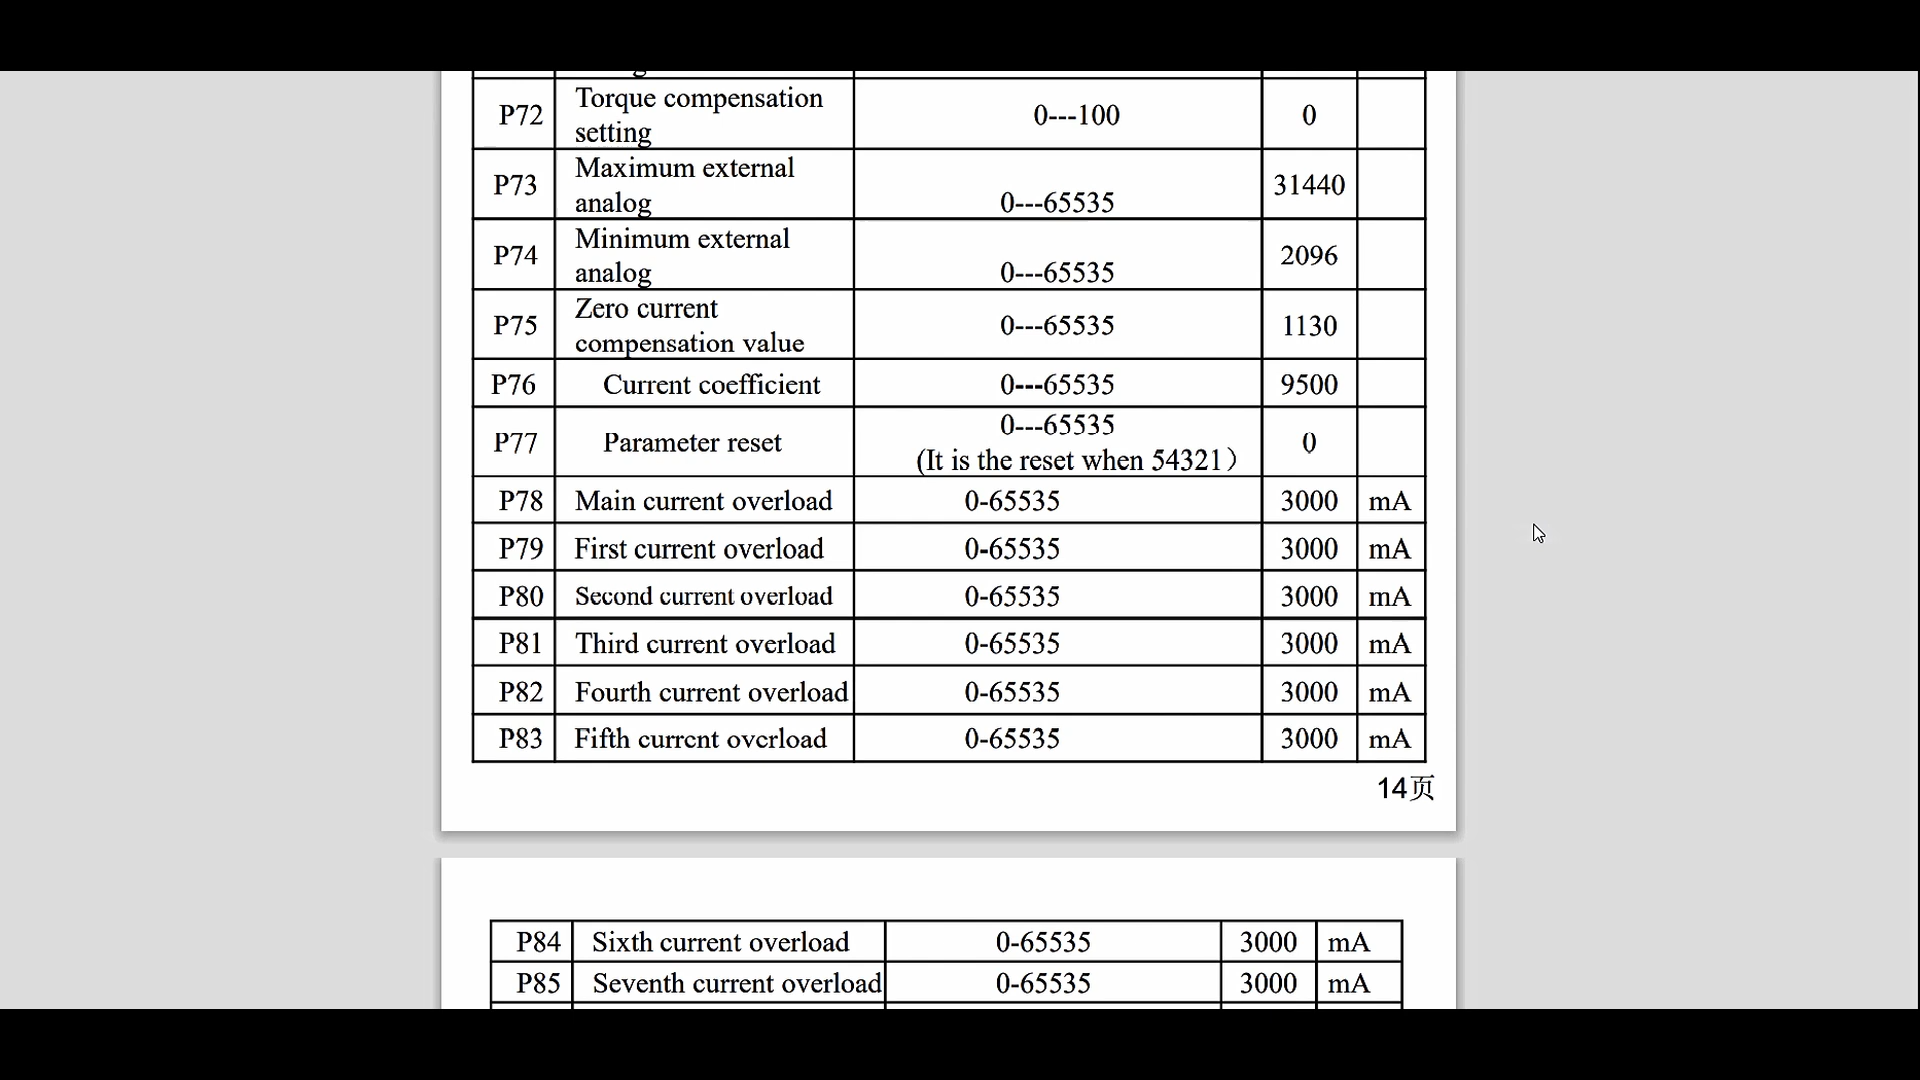 P72 Torque compensation setting 0---100 0
P73 Maximum external analog 0---65535 31440
P74 Minimum external analog 0---65535 2096
P75 Zero current compensation value 0---65535 1130
P76 Current coefficient 0---65535 9500
P77 Parameter reset 0---65535 (It is the reset when 54321） 0
P78 Main current overload 0-65535 3000 mA
P79 First current overload 0-65535 3000 mA
P80 Second current overload 0-65535 3000 mA
P81 Third current overload 0-65535 3000 mA
P82 Fourth current overload 0-65535 3000 mA
P83 Fifth current overload 0-65535 3000 mA
14页
P84 Sixth current overload 0-65535 3000 mA
P85 Seventh current overload 0-65535 3000 mA